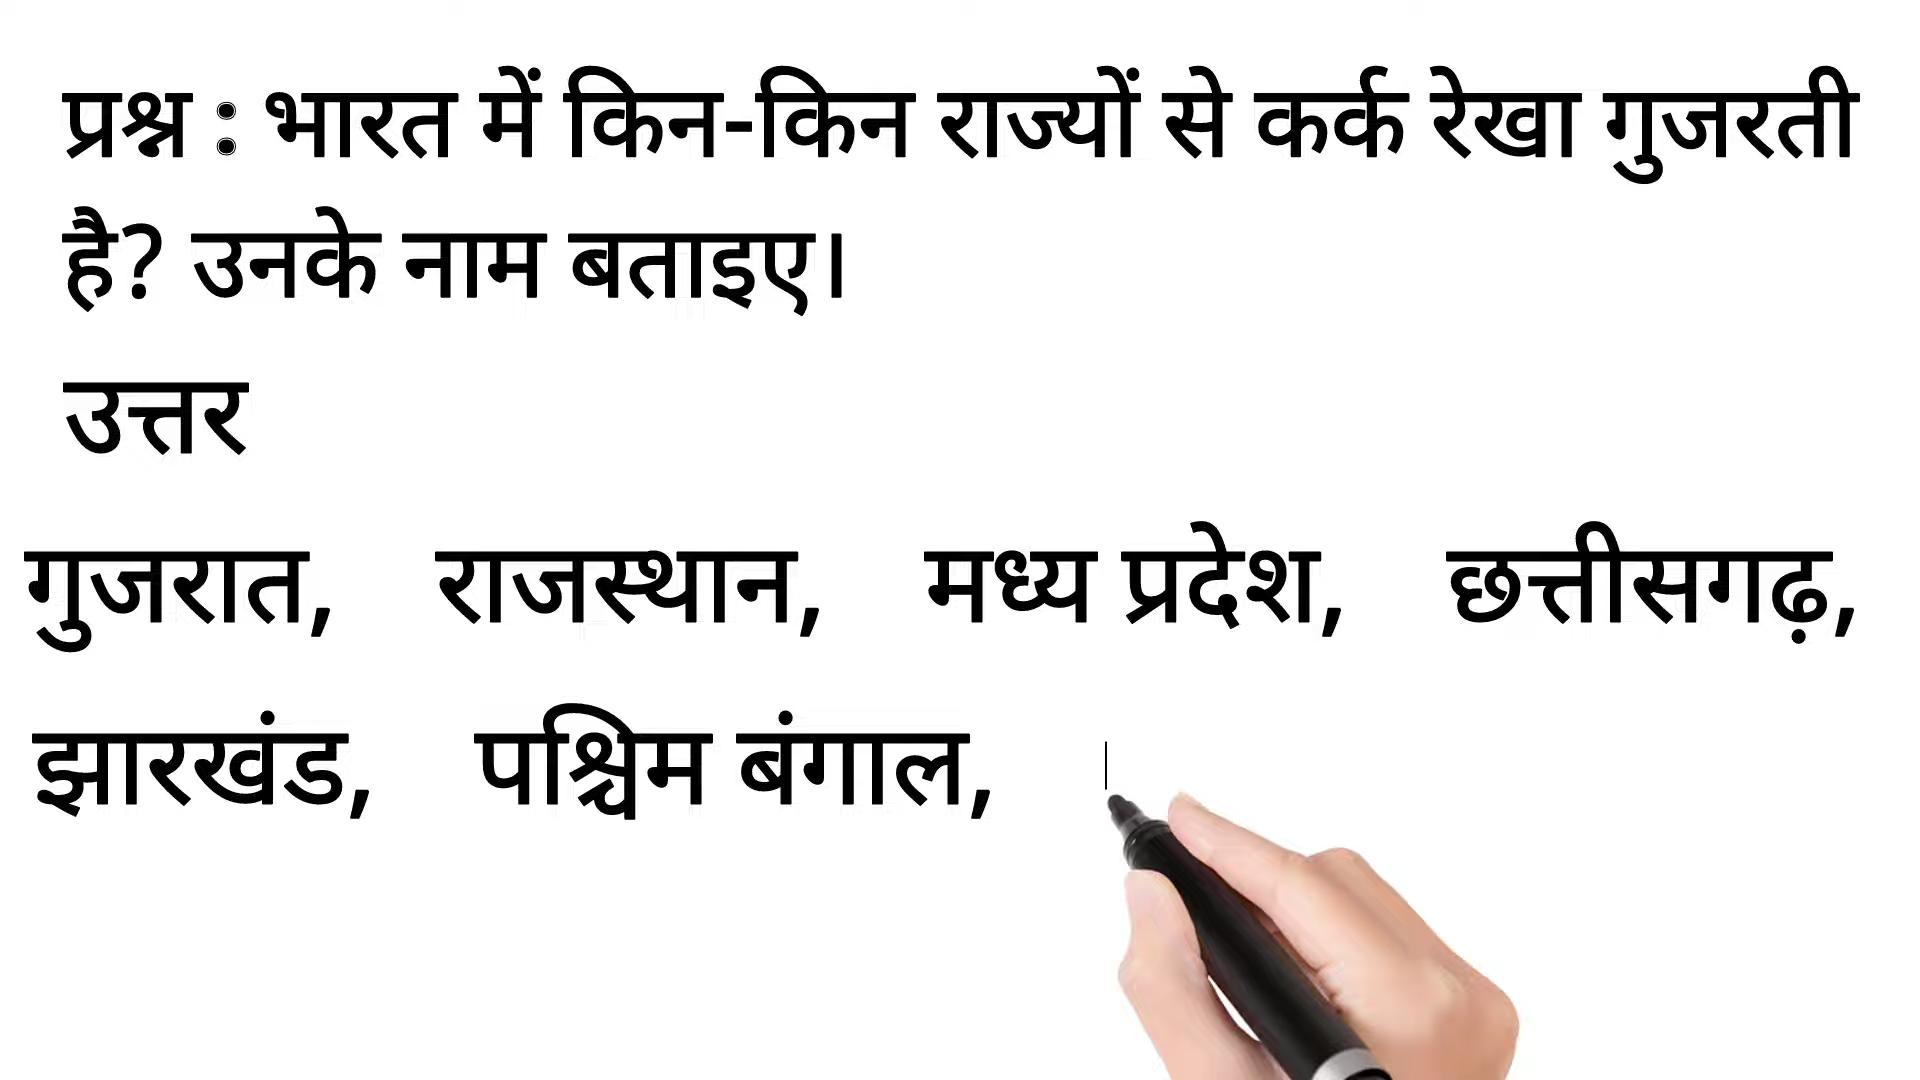 प्रश्न : भारत में किन-किन राज्यों से कर्क रेखा गुजरती
है? उनके नाम बताइए।
उत्तर
गुजरात, राजस्थान, मध्य प्रदेश, छत्तीसगढ़,
झारखंड, पश्चिम बंगाल,